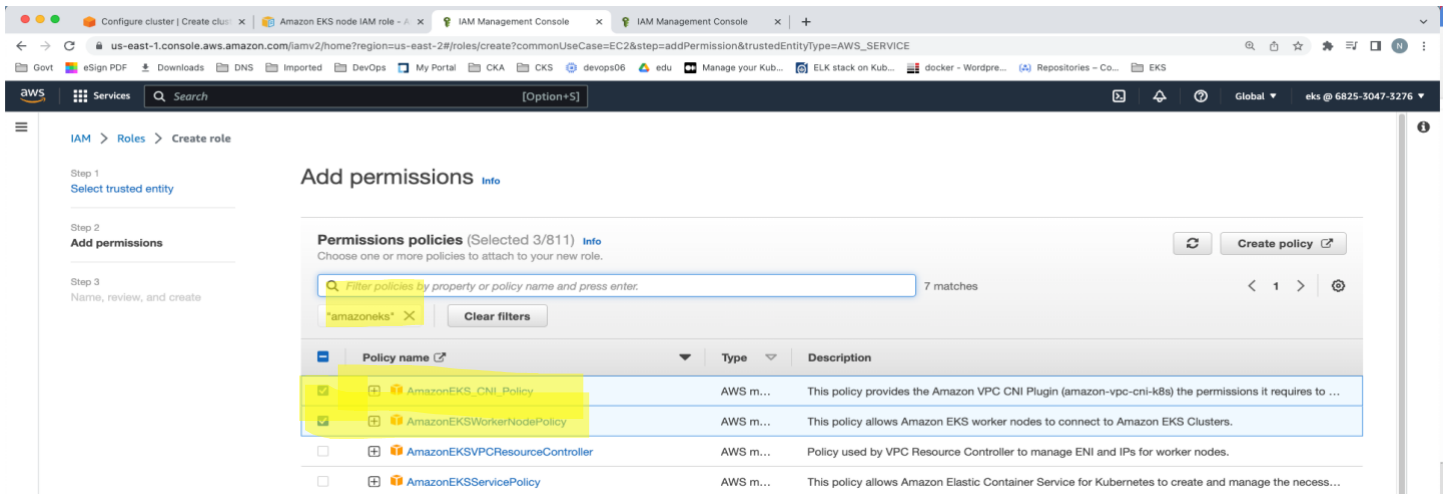 Configure cluster | Create clust
Amazon EKS node IAM role - A
IAM Management Console
IAM Management Console
us-east-1.console.aws.amazon.com/iamv2/home?region=us-east-2#/roles/create?commonUseCase=EC2&step=addPermission&trustedEntityType=AWS_SERVICE
N
Govt eSign PDF Downloads DNS Imported DevOps My Portal CKA CKS devops06 edu Manage your Kub... ELK stack on Kub... docker - Wordpre... Repositories – Co... EKS
aws Services Search [Option+S] Global eks @ 6825-3047-3276
IAM > Roles > Create role
Step 1
Select trusted entity
Step 2
Add permissions
Step 3
Name, review, and create
Add permissions Info
Permissions policies (Selected 3/811) Info
Choose one or more policies to attach to your new role.
Create policy
Filter policies by property or policy name and press enter.
7 matches
1
"amazoneks"
Clear filters
Policy name Type Description
AmazonEKS_CNI_Policy AWS m... This policy provides the Amazon VPC CNI Plugin (amazon-vpc-cni-k8s) the permissions it requires to ...
AmazonEKSWorkerNodePolicy AWS m... This policy allows Amazon EKS worker nodes to connect to Amazon EKS Clusters.
AmazonEKSVPCResourceController AWS m... Policy used by VPC Resource Controller to manage ENI and IPs for worker nodes.
AmazonEKSServicePolicy AWS m... This policy allows Amazon Elastic Container Service for Kubernetes to create and manage the necess...